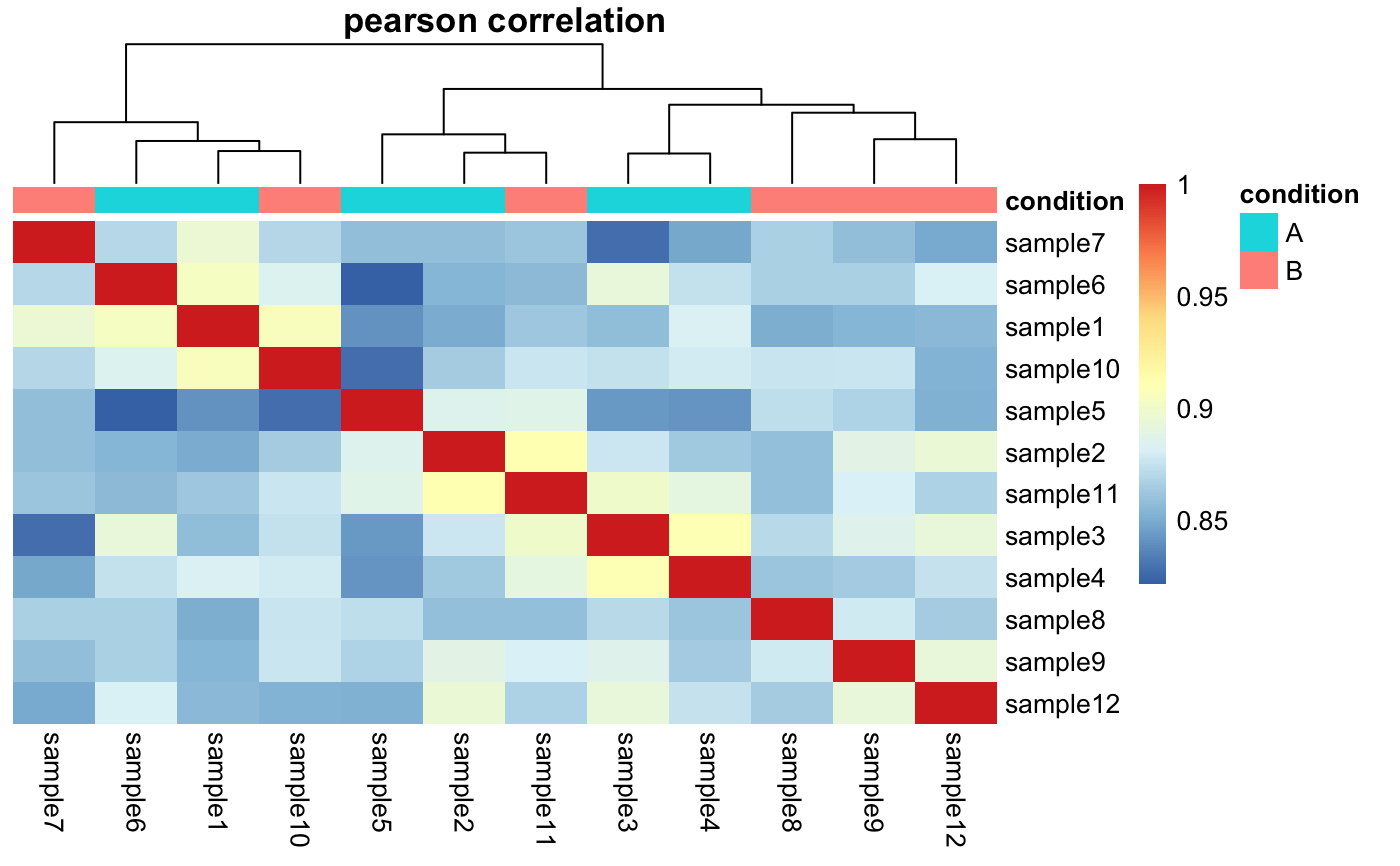 pearson correlation
condition
sample7
sample6
sample1
sample10
sample5
sample2
sample11
sample3
sample4
sample8
sample9
sample12
1
0.95
0.9
0.85
condition
A
B
sample7
sample6
sample1
sample10
sample5
sample2
sample11
sample3
sample4
sample8
sample9
sample12